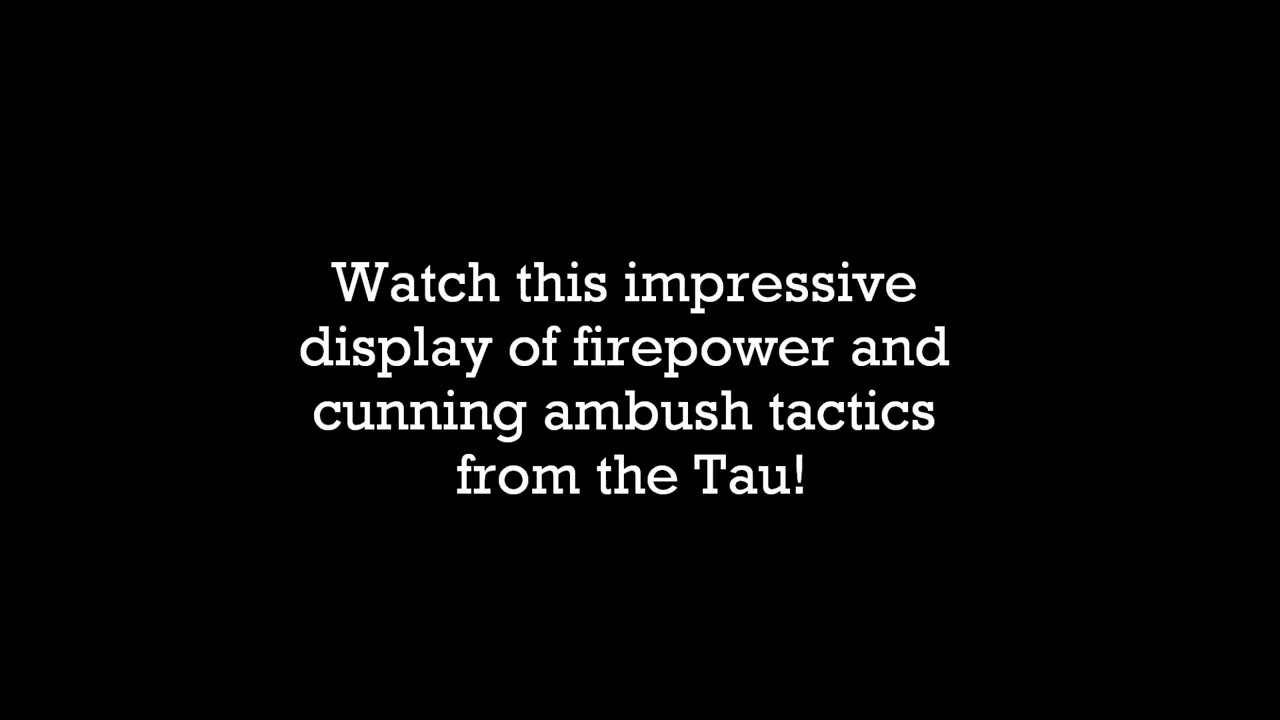 Watch this impressive
display of firepower and
cunning ambush tactics
from the Tau!